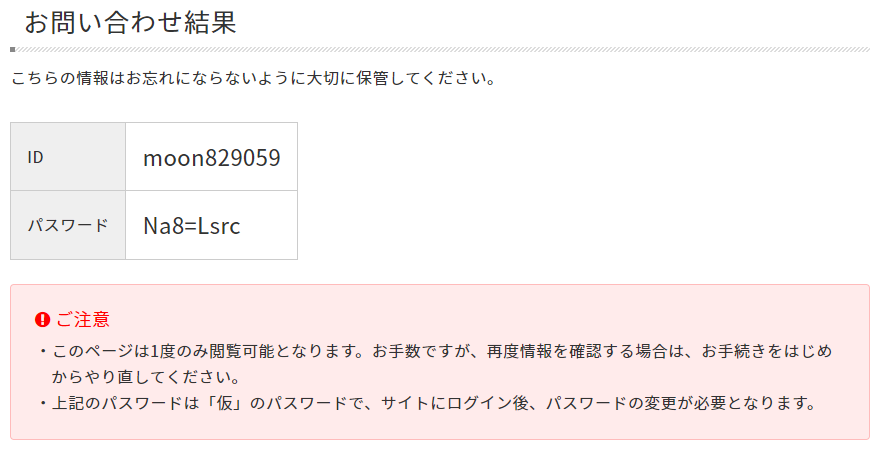 お問い合わせ結果
こちらの情報はお忘れにならないように大切に保管してください。
ID moon829059
パスワード Na8=Lsrc
ご注意
・このページは1度のみ閲覧可能となります。お手数ですが、再度情報を確認する場合は、お手続きをはじめ
からやり直してください。
・上記のパスワードは「仮」のパスワードで、サイトにログイン後、パスワードの変更が必要となります。